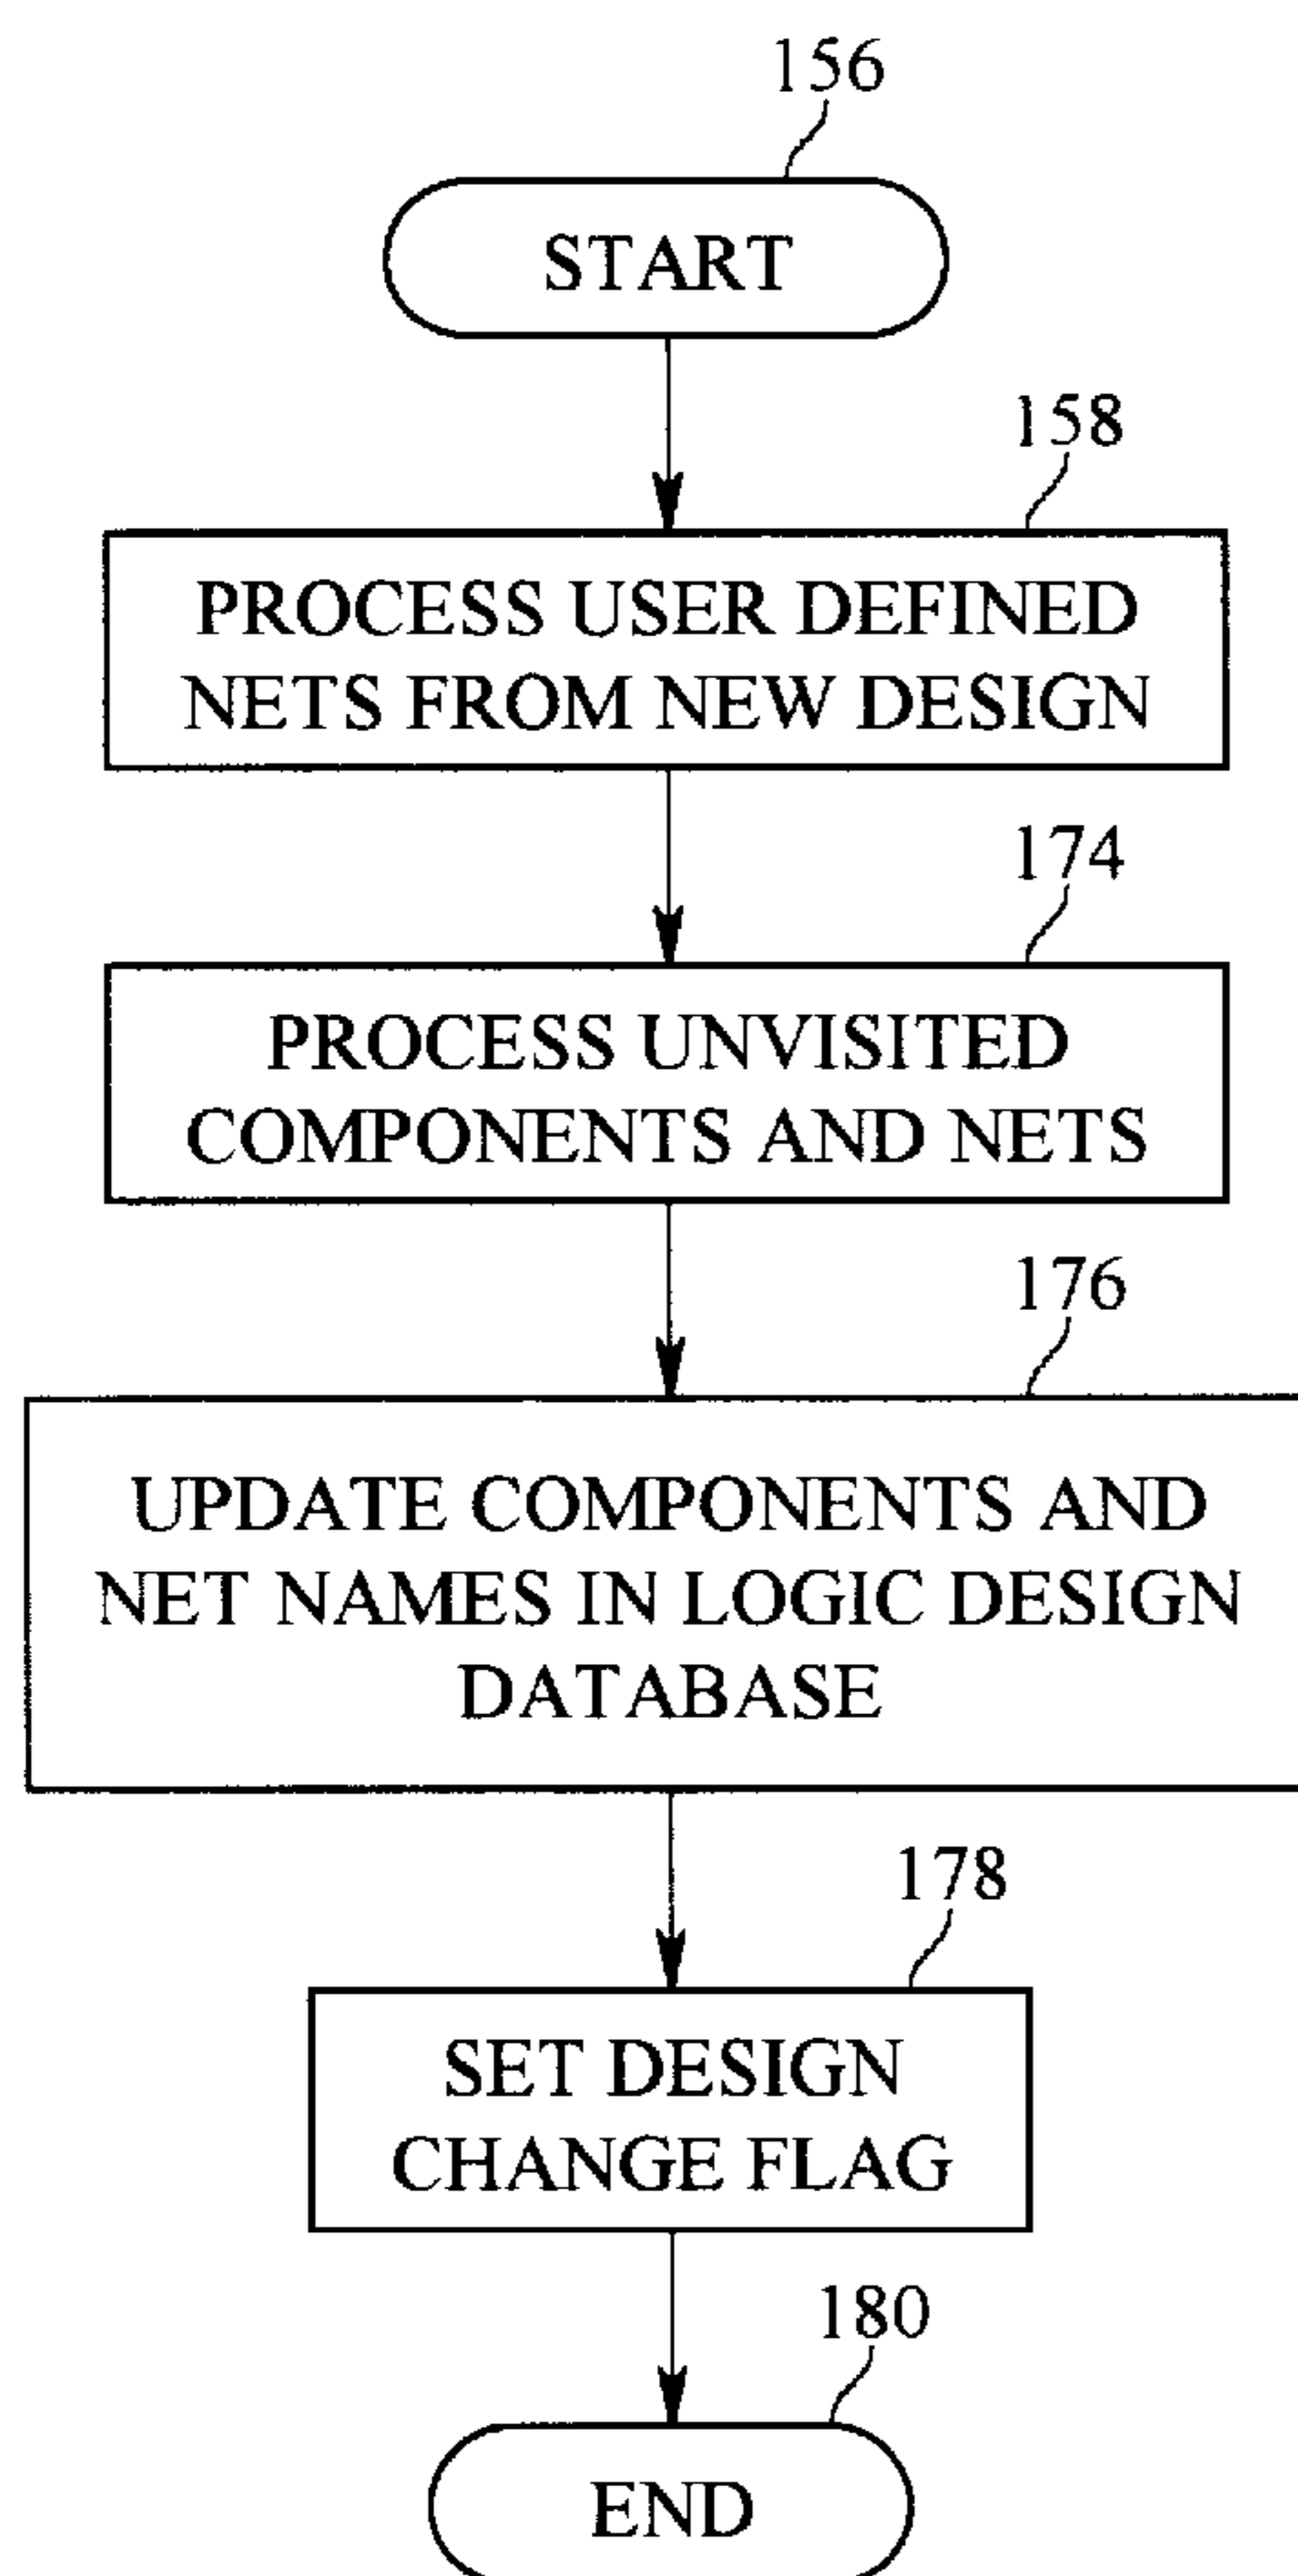 156
START
158
PROCESS USER DEFINED
NETS FROM NEW DESIGN
174
PROCESS UNVISITED
COMPONENTS AND NETS
176
UPDATE COMPONENTS AND
NET NAMES IN LOGIC DESIGN
DATABASE
178
SET DESIGN
CHANGE FLAG
180
END